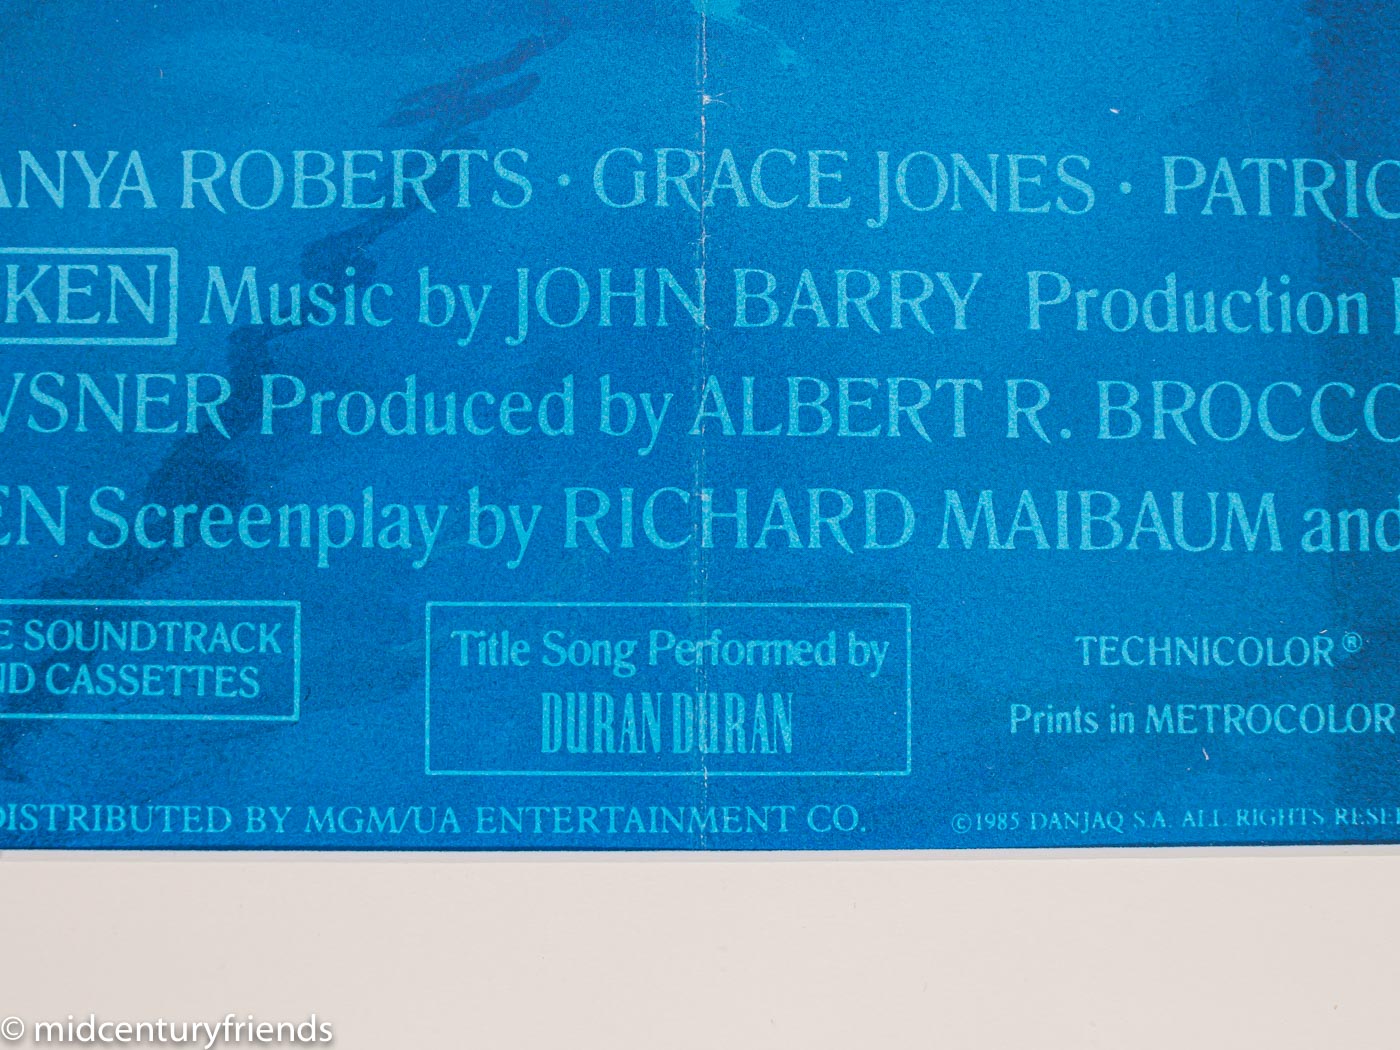 ANYA ROBERTS · GRACE JONES · PATRIC
KEN Music by JOHN BARRY Production
VSNER Produced by ALBERT R. BROCCO
EN Screenplay by RICHARD MAIBAUM and
E SOUNDTRACK
ND CASSETTES
Title Song Performed by
DURAN DURAN
TECHNICOLOR®
Prints in METROCOLOR
DISTRIBUTED BY MGM/UA ENTERTAINMENT CO.
©1985 DANJAQ S.A. ALL RIGHTS RESE
© midcenturyfriends